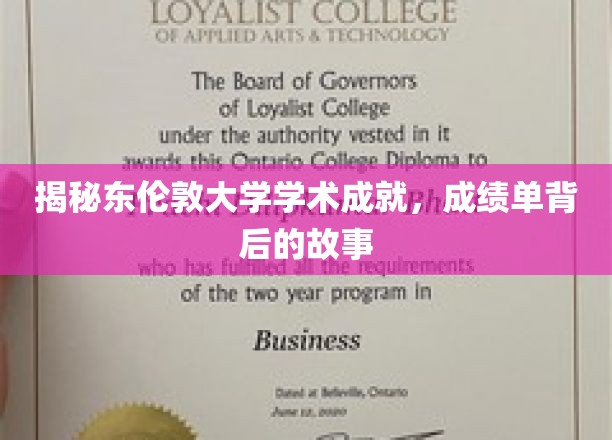 LOYALIST COLLEGE
OF APPLIED ARTS & TECHNOLOGY
The Board of Governors
of Loyalist College
under the authority vested in it
awards this Ontario College Diploma to
揭秘东伦敦大学学术成就，成绩单背
后的故事
who has fulfilled all the requirements
of the two year program in
Business
Dated at Belleville, Ontario
June 12, 2020